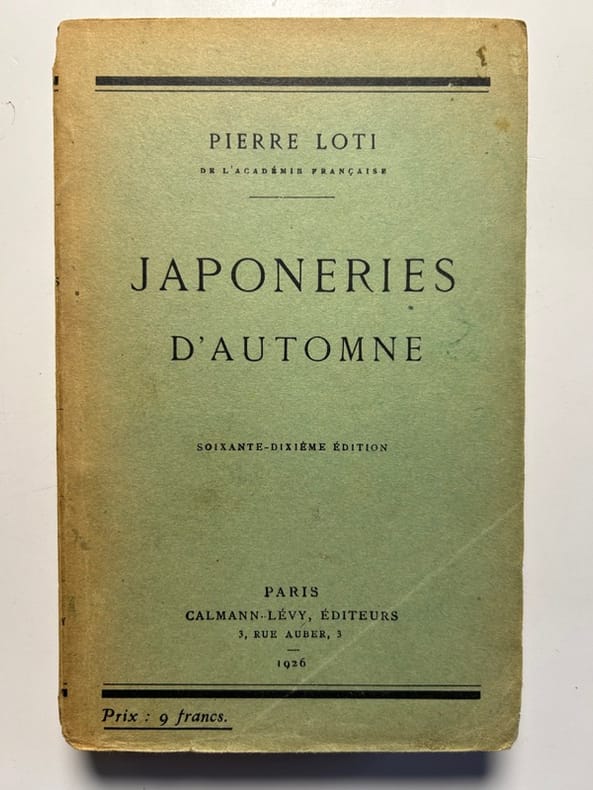 PIERRE LOTI
DE L'ACADÉMIE FRANÇAISE
JAPONERIES
D'AUTOMNE
SOIXANTE-DIXIÈME ÉDITION
PARIS
CALMANN-LÉVY, ÉDITEURS
3, RUE AUBER, 3
1926
Prix : 9 francs.